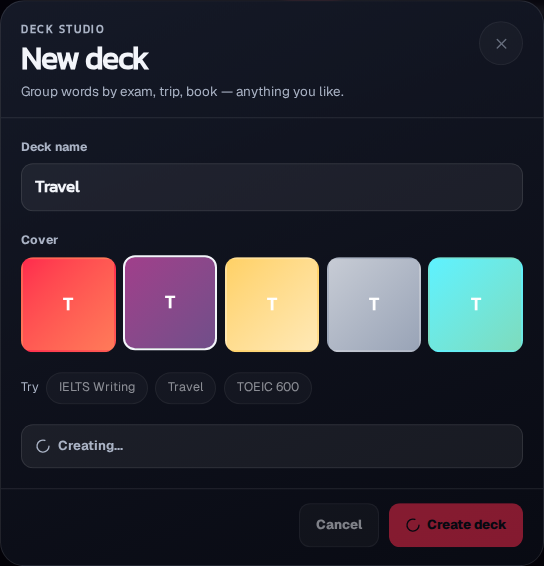 DECK STUDIO
New deck
Group words by exam, trip, book — anything you like.
Deck name
Travel
Cover
T T T T T
Try IELTS Writing Travel TOEIC 600
Creating...
Cancel Create deck